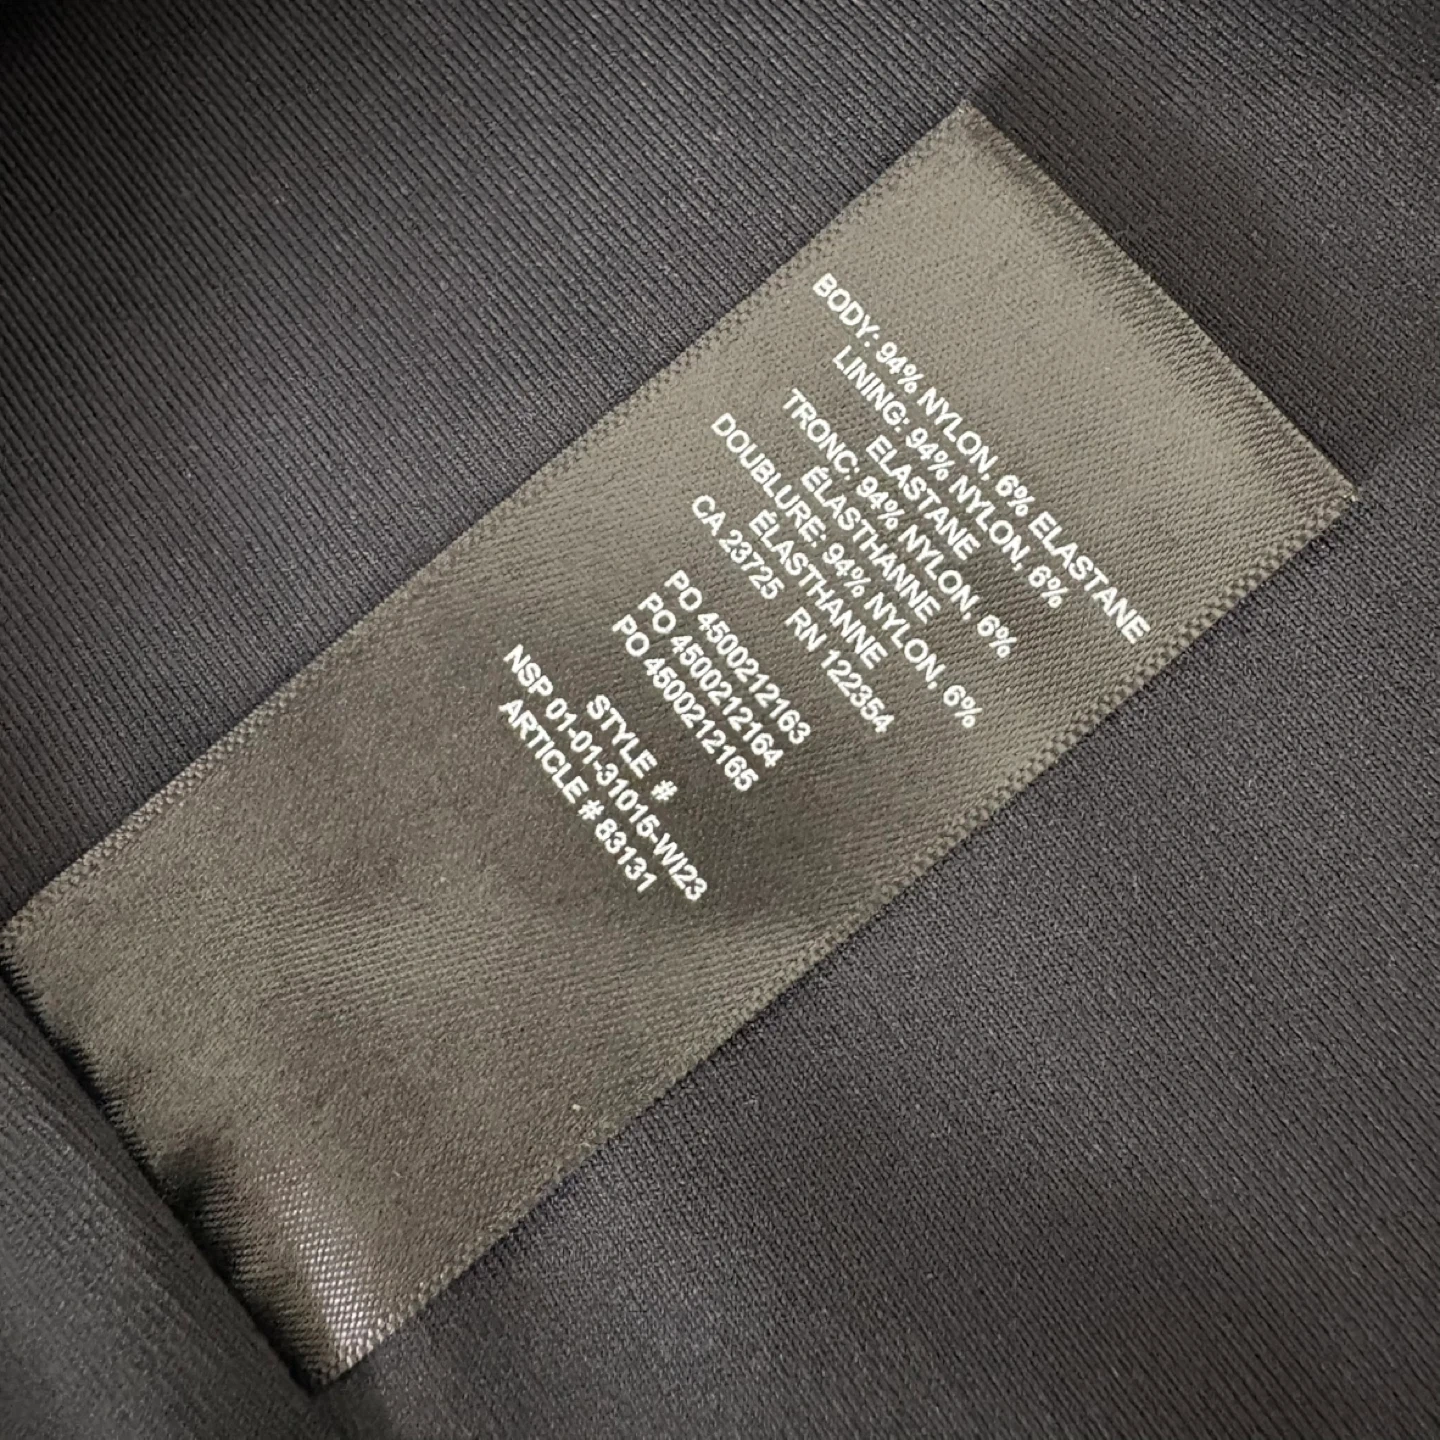 BODY: 94% NYLON, 6% ELASTANE
LINING: 94% NYLON, 6%
ELASTANE
TRONC: 94% NYLON, 6%
ÉLASTHANNE
DOUBLURE: 94% NYLON, 6%
ÉLASTHANNE
CA 23725 RN 122354
PO 4500212163
PO 4500212164
PO 4500212165
STYLE #
NSP 01-01-31015-WI23
ARTICLE # 83131